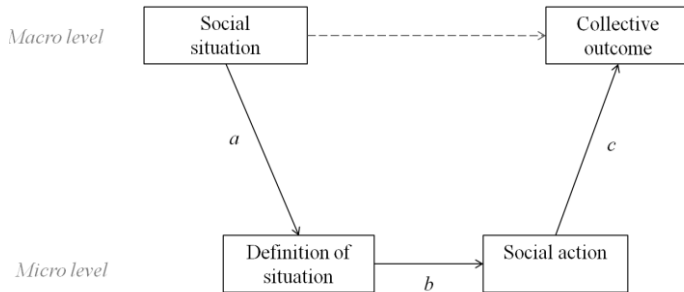 Macro level
Social
situation
Collective
outcome
a
c
Micro level
Definition of
situation
b
Social action